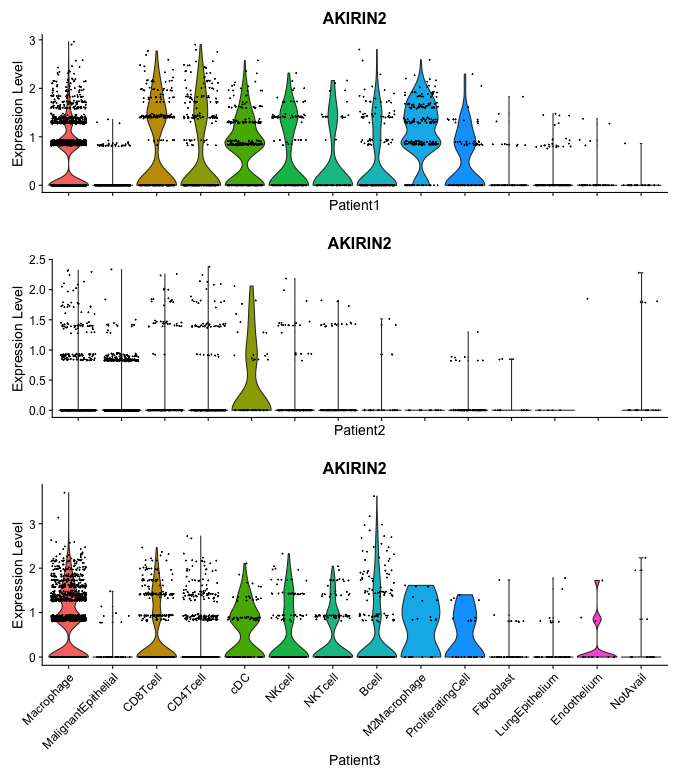 AKIRIN2
Expression Level
3
2
1
0
Patient1
AKIRIN2
Expression Level
2.5
2.0
1.5
1.0
0.5
0.0
Patient2
AKIRIN2
Expression Level
3
2
1
0
Macrophage
MalignantEpithelial
CD8Tcell
CD4Tcell
cDC
NKcell
NKTcell
Bcell
M2Macrophage
ProliferatingCell
Fibroblast
LungEpithelium
Endothelium
NotAvail
Patient3